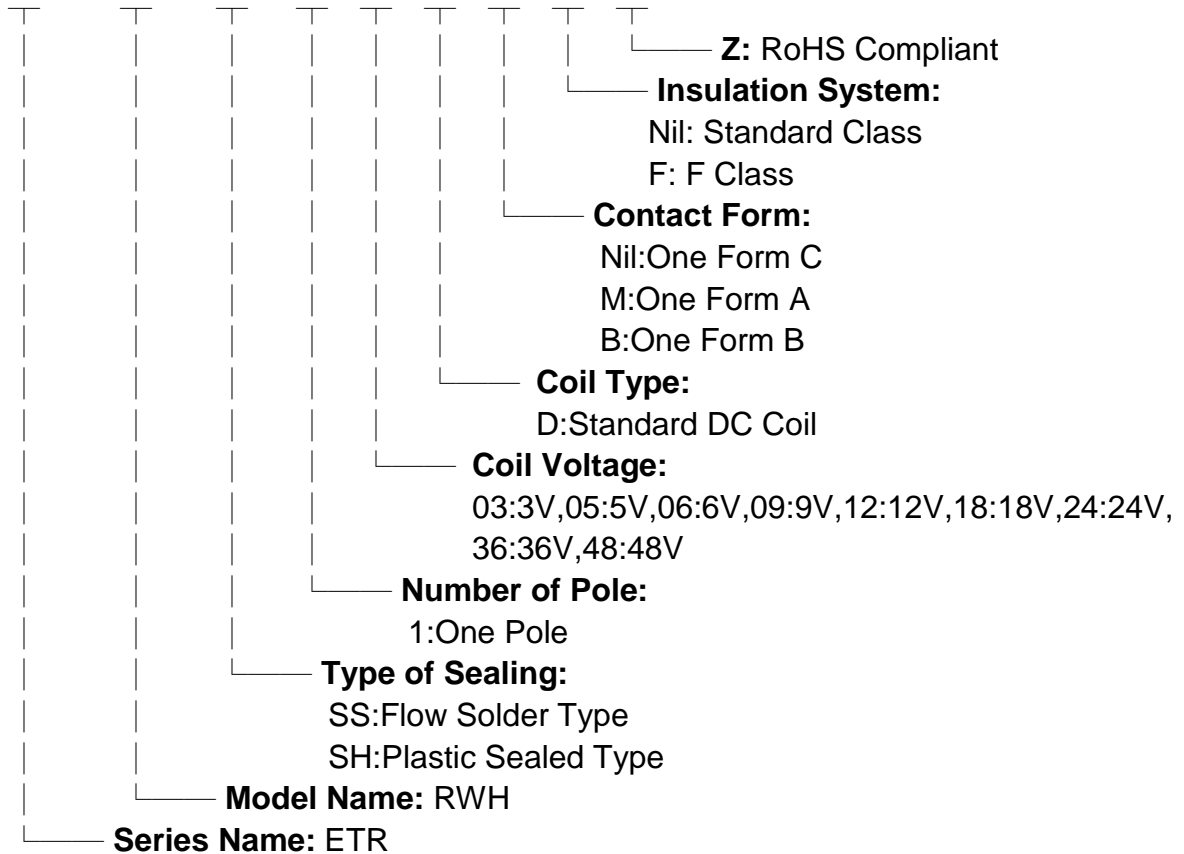 Z: RoHS Compliant
Insulation System:
Nil: Standard Class
F: F Class
Contact Form:
Nil:One Form C
M:One Form A
B:One Form B
Coil Type:
D:Standard DC Coil
Coil Voltage:
03:3V,05:5V,06:6V,09:9V,12:12V,18:18V,24:24V,
36:36V,48:48V
Number of Pole:
1:One Pole
Type of Sealing:
SS:Flow Solder Type
SH:Plastic Sealed Type
Model Name: RWH
Series Name: ETR